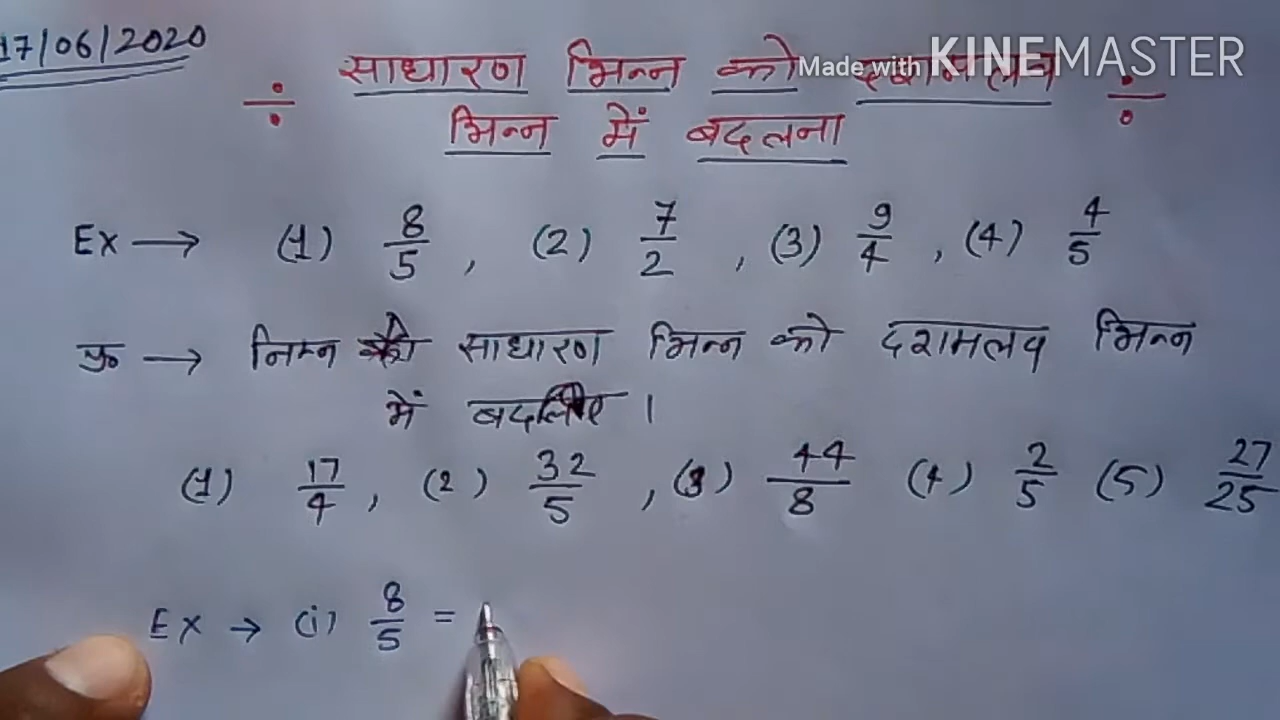 17/06/2020
Made with KINEMASTER
÷ साधारण भिन्न को ÷
भिन्न में बदलना
Ex → (1) 8/5 , (2) 7/2 , (3) 9/4 , (4) 4/5
प्र → निम्न साधारण भिन्न को दशमलव भिन्न
में बदलिए ।
(1) 17/4 , (2) 32/5 , (3) 44/8 (4) 2/5 (5) 27/25
Ex → (i) 8/5 =